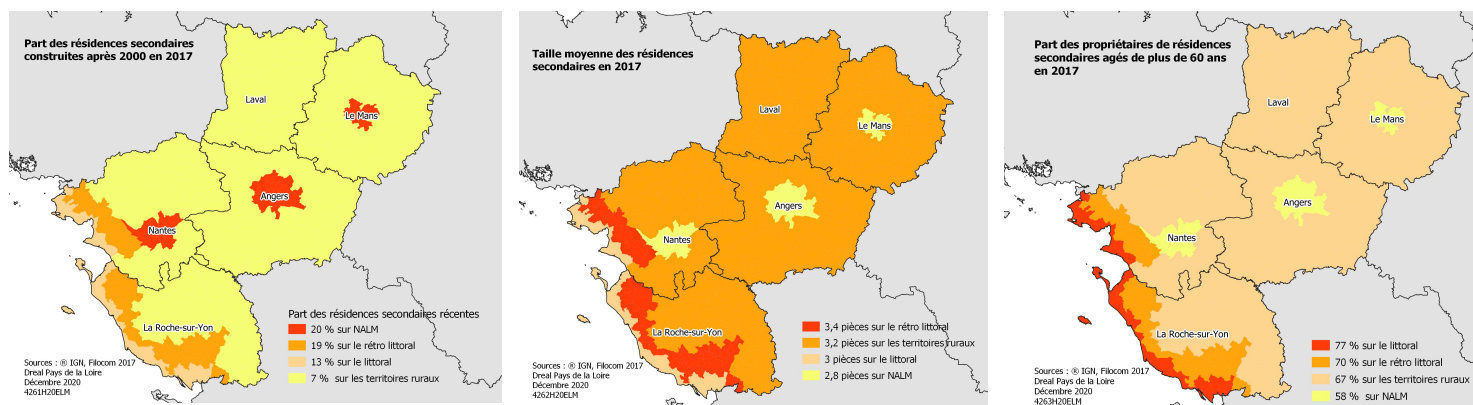 Part des résidences secondaires
construites après 2000 en 2017
Laval
Le Mans
Angers
Nantes
La Roche-sur-Yon
Part des résidences secondaires récentes
20 % sur NALM
19 % sur le rétro littoral
13 % sur le littoral
7 % sur les territoires ruraux
Sources : ® IGN, Filocom 2017
Dreal Pays de la Loire
Décembre 2020
4261H20ELM
Taille moyenne des résidences
secondaires en 2017
Laval
Le Mans
Angers
Nantes
La Roche-sur-Yon
3,4 pièces sur le rétro littoral
3,2 pièces sur les territoires ruraux
3 pièces sur le littoral
2,8 pièces sur NALM
Sources : ® IGN, Filocom 2017
Dreal Pays de la Loire
Décembre 2020
4262H20ELM
Part des propriétaires de résidences
secondaires agés de plus de 60 ans
en 2017
Laval
Le Mans
Angers
Nantes
La Roche-sur-Yon
77 % sur le littoral
70 % sur le rétro littoral
67 % sur les territoires ruraux
58 % sur NALM
Sources : ® IGN, Filocom 2017
Dreal Pays de la Loire
Décembre 2020
4263H20ELM